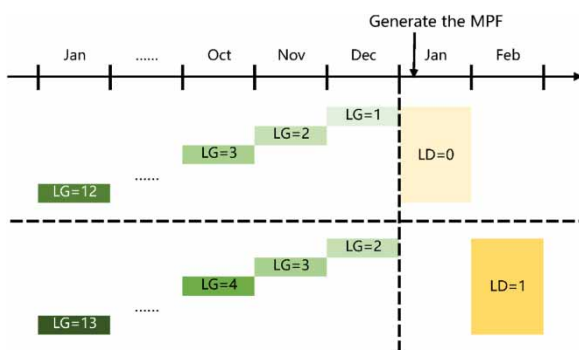 Generate the MPF
Jan ...... Oct Nov Dec Jan Feb
LG=1
LG=2
LG=3
LD=0
......
LG=12
LG=2
LG=3
LG=4
LD=1
......
LG=13